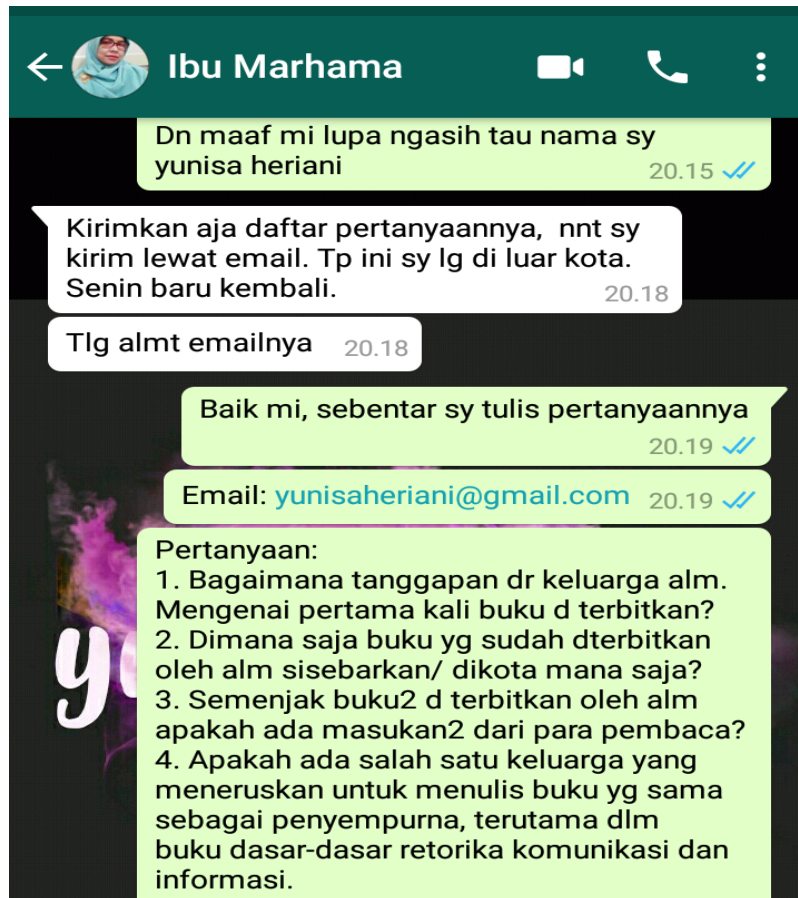 Ibu Marhama
Dn maaf mi lupa ngasih tau nama sy
yunisa heriani
20.15
Kirimkan aja daftar pertanyaannya, nnt sy
kirim lewat email. Tp ini sy lg di luar kota.
Senin baru kembali.
20.18
Tlg almt emailnya 20.18
Baik mi, sebentar sy tulis pertanyaannya
20.19
Email: yunisaheriani@gmail.com 20.19
Pertanyaan:
1. Bagaimana tanggapan dr keluarga alm.
Mengenai pertama kali buku d terbitkan?
2. Dimana saja buku yg sudah dterbitkan
oleh alm sisebarkan/ dikota mana saja?
3. Semenjak buku2 d terbitkan oleh alm
apakah ada masukan2 dari para pembaca?
4. Apakah ada salah satu keluarga yang
meneruskan untuk menulis buku yg sama
sebagai penyempurna, terutama dlm
buku dasar-dasar retorika komunikasi dan
informasi.